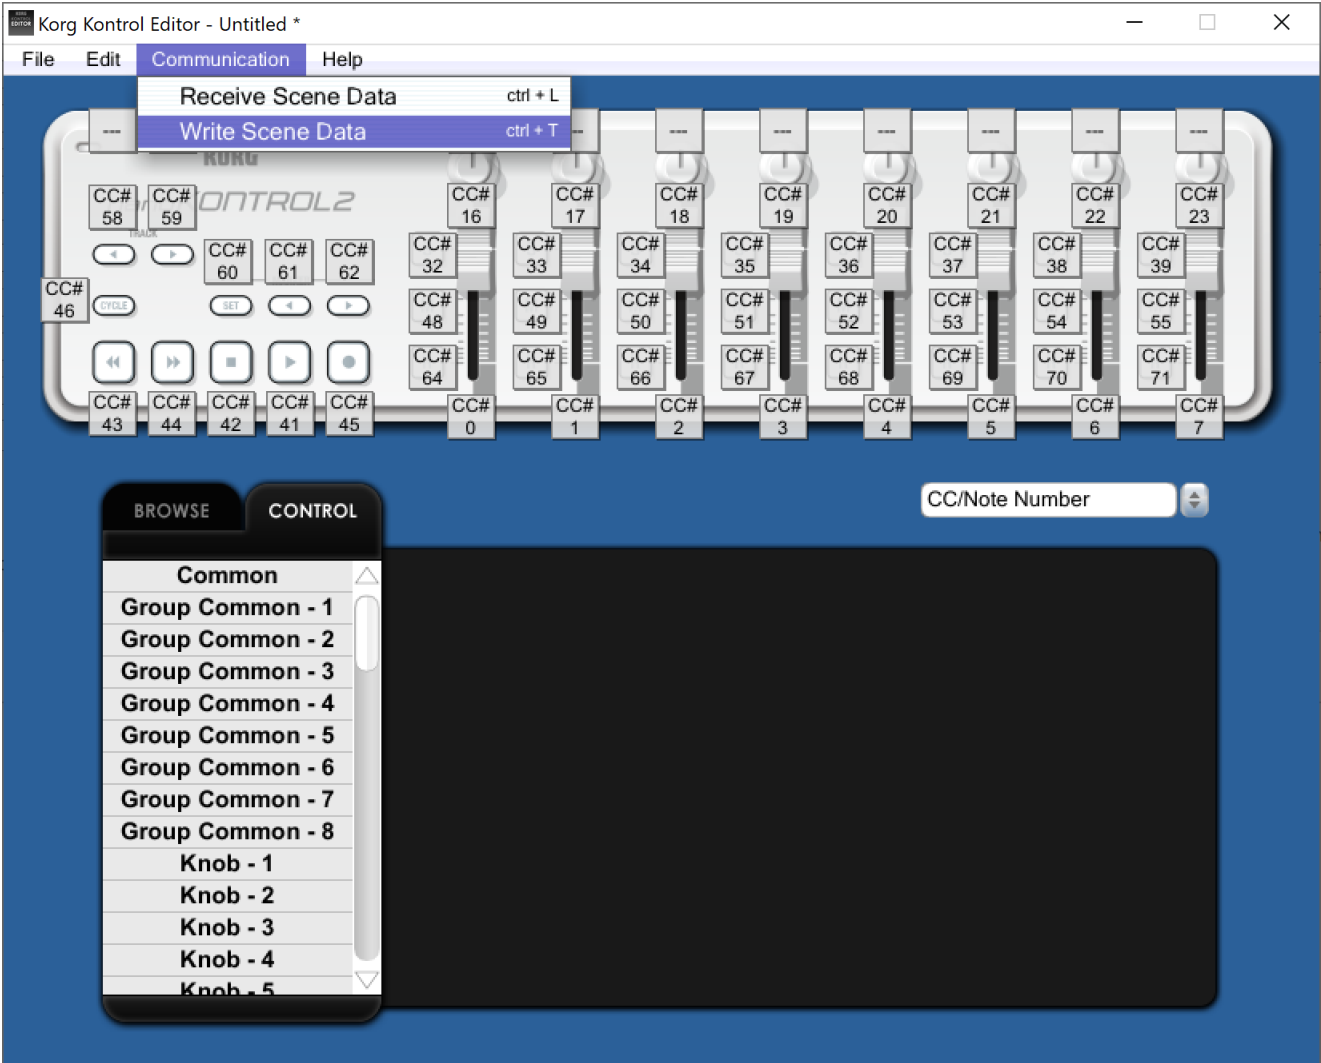 Korg Kontrol Editor - Untitled *
File Edit Communication Help
Receive Scene Data ctrl + L
Write Scene Data ctrl + T
--- --- --- --- --- --- ---
KORG
KONTROL2
CC# 58 CC# 59
CC# 16 CC# 17 CC# 18 CC# 19 CC# 20 CC# 21 CC# 22 CC# 23
TRACK
CC# 60 CC# 61 CC# 62
CC# 32 CC# 33 CC# 34 CC# 35 CC# 36 CC# 37 CC# 38 CC# 39
CC# 46
CYCLE SET
CC# 48 CC# 49 CC# 50 CC# 51 CC# 52 CC# 53 CC# 54 CC# 55
CC# 64 CC# 65 CC# 66 CC# 67 CC# 68 CC# 69 CC# 70 CC# 71
CC# 43 CC# 44 CC# 42 CC# 41 CC# 45
CC# 0 CC# 1 CC# 2 CC# 3 CC# 4 CC# 5 CC# 6 CC# 7
BROWSE CONTROL
CC/Note Number
Common
Group Common - 1
Group Common - 2
Group Common - 3
Group Common - 4
Group Common - 5
Group Common - 6
Group Common - 7
Group Common - 8
Knob - 1
Knob - 2
Knob - 3
Knob - 4
Knob - 5